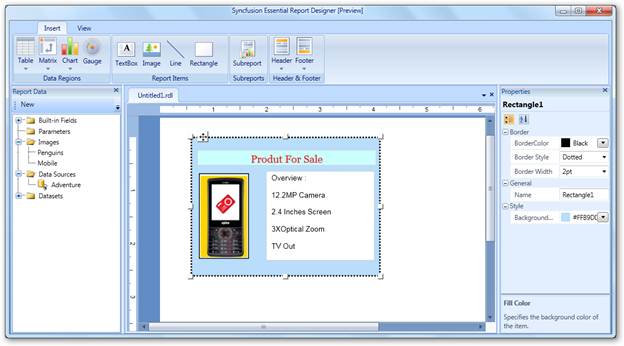 Syncfusion Essential Report Designer [Preview]
Insert View
Table Matrix Chart Gauge
Data Regions
TextBox Image Line Rectangle
Report Items
Subreport
Subreports
Header Footer
Header & Footer
Report Data
New
Built-in Fields
Parameters
Images
Penguins
Mobile
Data Sources
Adventure
Datasets
Untitled1.rdl
1 2 3 4 5 6
1
2
3
Produt For Sale
Overview :
12.2MP Camera
2.4 Inches Screen
3XOptical Zoom
TV Out
Properties
Rectangle1
Border
BorderColor Black
Border Style Dotted
Border Width 2pt
General
Name Rectangle1
Style
Background... #FFB9D
Fill Color
Specifies the background color of
the item.